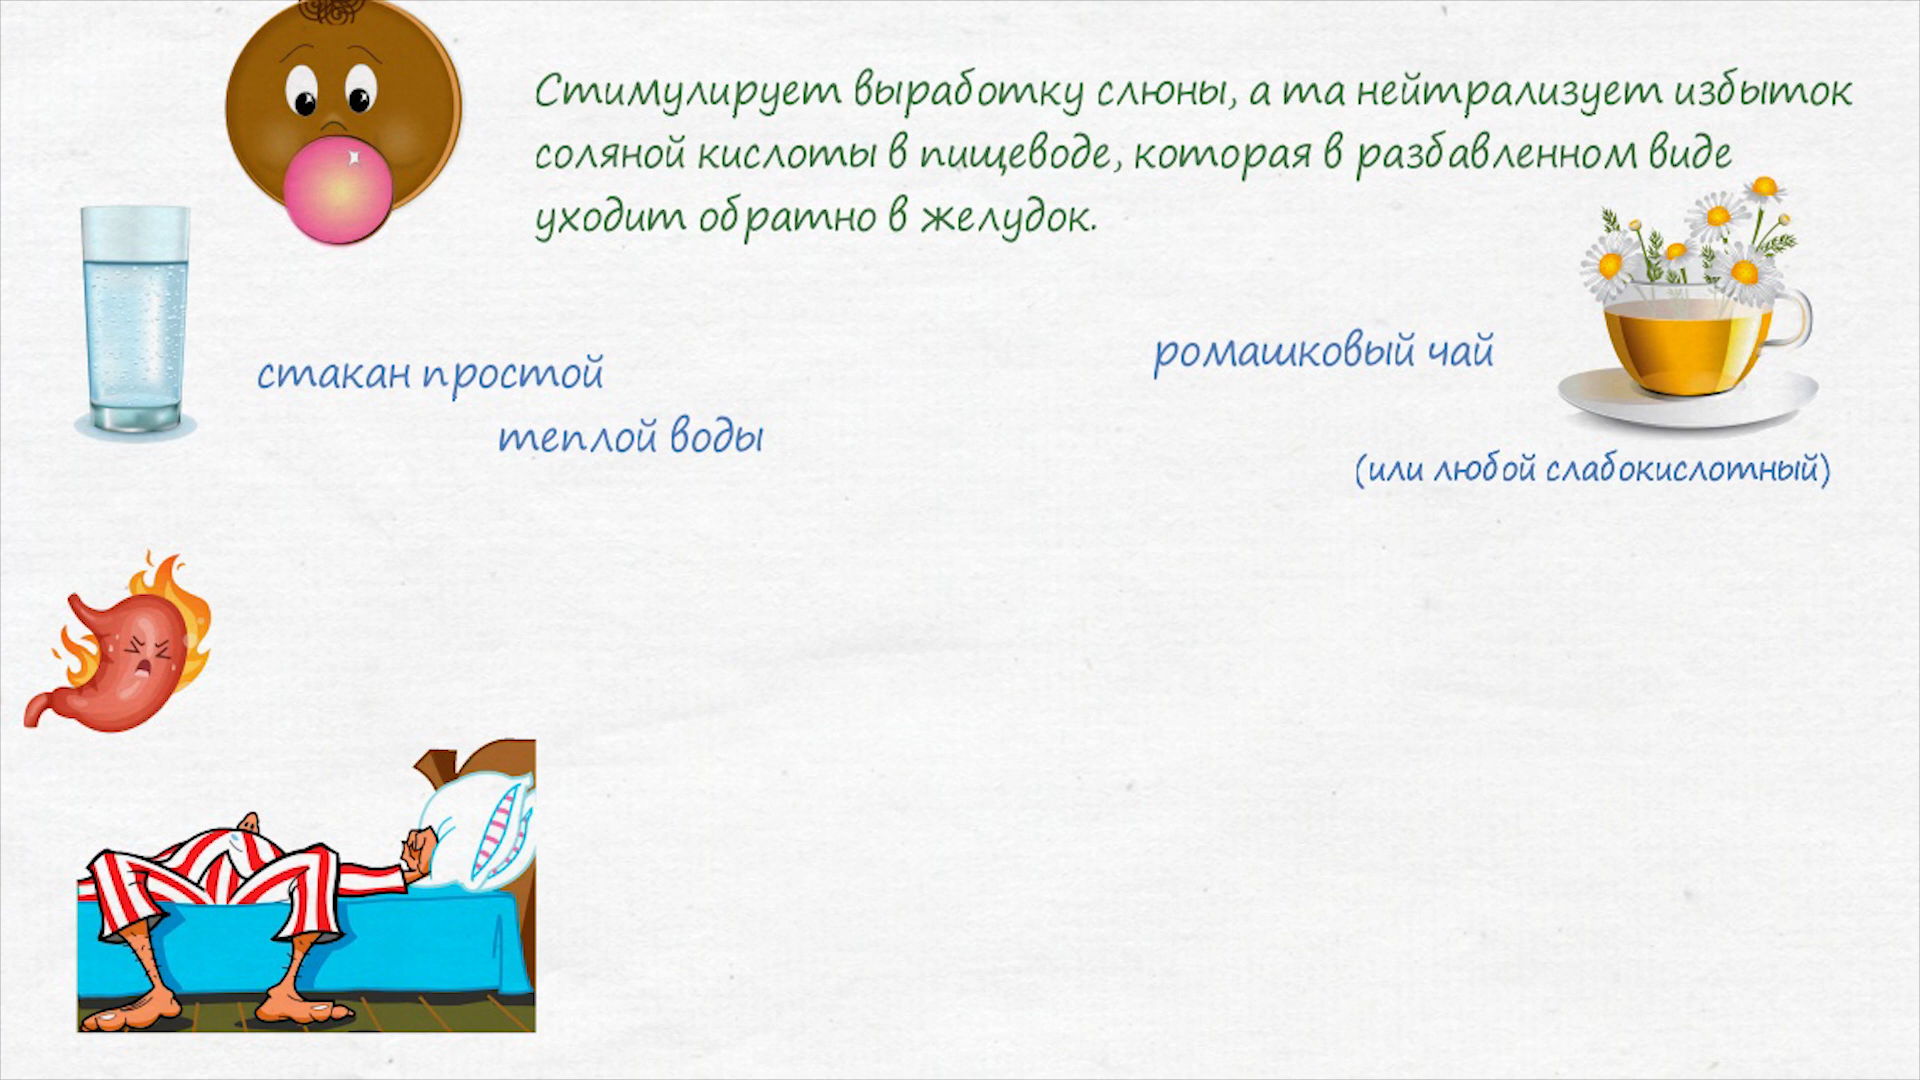 Стимулирует выработку слюны, а та нейтрализует избыток
соляной кислоты в пищеводе, которая в разбавленном виде
уходит обратно в желудок.
стакан простой
теплой воды
ромашковый чай
(или любой слабокислотный)